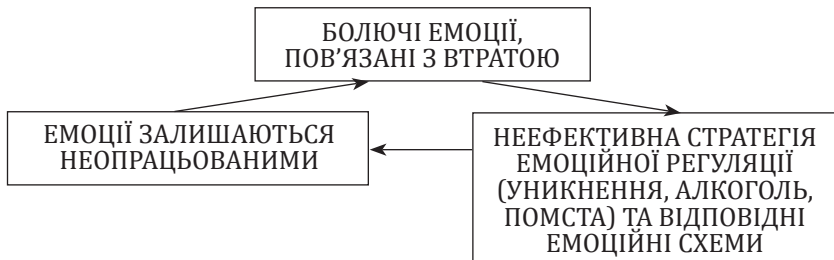 БОЛЮЧІ ЕМОЦІЇ,
ПОВ’ЯЗАНІ З ВТРАТОЮ
ЕМОЦІЇ ЗАЛИШАЮТЬСЯ
НЕОПРАЦЬОВАНИМИ
НЕЕФЕКТИВНА СТРАТЕГІЯ
ЕМОЦІЙНОЇ РЕГУЛЯЦІЇ
(УНИКНЕННЯ, АЛКОГОЛЬ,
ПОМСТА) ТА ВІДПОВІДНІ
ЕМОЦІЙНІ СХЕМИ